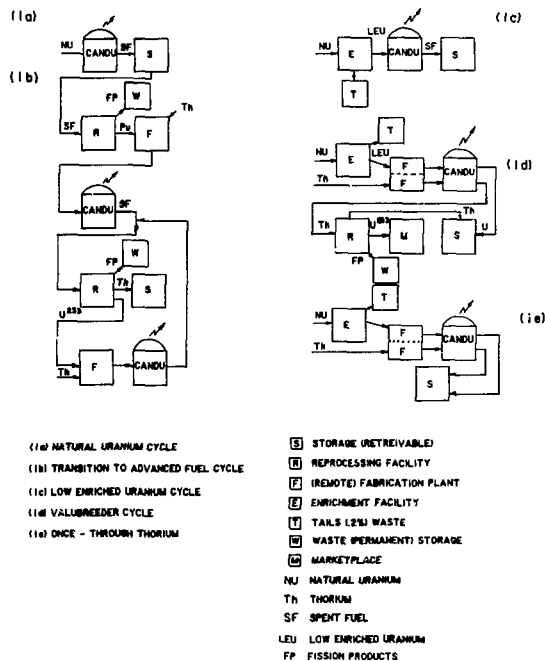 (1a)
NU
CANDU
SF
S
(1b)
FP
W
Th
SF
R
Pu
F
CANDU
SF
FP
W
R
Th
S
U233
Th
F
CANDU
(1c)
LEU
NU
E
CANDU
SF
S
T
T
(1d)
NU
E
LEU
F
Th
F
CANDU
Th
Th
R
U233
M
S
U
FP
W
T
(1e)
NU
E
F
Th
F
CANDU
S
(1a) NATURAL URANIUM CYCLE
(1b) TRANSITION TO ADVANCED FUEL CYCLE
(1c) LOW ENRICHED URANIUM CYCLE
(1d) VALUBREEDER CYCLE
(1e) ONCE - THROUGH THORIUM
S STORAGE (RETREIVABLE)
R REPROCESSING FACILITY
F (REMOTE) FABRICATION PLANT
E ENRICHMENT FACILITY
T TAILS (.2%) WASTE
W WASTE (PERMANENT) STORAGE
M MARKETPLACE
NU NATURAL URANIUM
Th THORIUM
SF SPENT FUEL
LEU LOW ENRICHED URANIUM
FP FISSION PRODUCTS